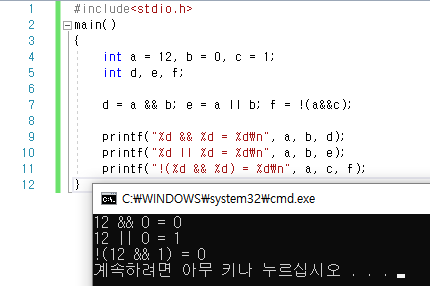 1 #include<stdio.h>
2 main()
3 {
4 int a = 12, b = 0, c = 1;
5 int d, e, f;
6
7 d = a && b; e = a || b; f = !(a&&c);
8
9 printf("%d && %d = %d₩n", a, b, d);
10 printf("%d || %d = %d₩n", a, b, e);
11 printf("!(%d && %d) = %d₩n", a, c, f);
12 }
C:₩WINDOWS₩system32₩cmd.exe
12 && 0 = 0
12 || 0 = 1
!(12 && 1) = 0
계속하려면 아무 키나 누르십시오 . . .